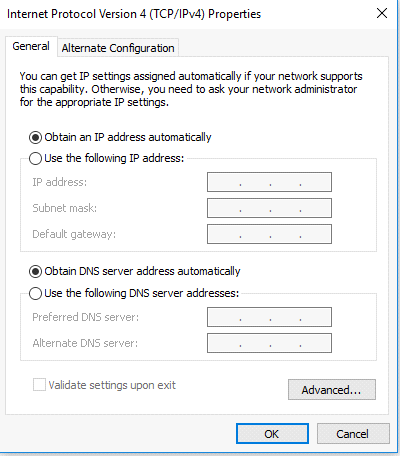 Internet Protocol Version 4 (TCP/IPv4) Properties
General
Alternate Configuration
You can get IP settings assigned automatically if your network supports
this capability. Otherwise, you need to ask your network administrator
for the appropriate IP settings.
Obtain an IP address automatically
Use the following IP address:
IP address:
Subnet mask:
Default gateway:
Obtain DNS server address automatically
Use the following DNS server addresses:
Preferred DNS server:
Alternate DNS server:
Validate settings upon exit
Advanced...
OK
Cancel